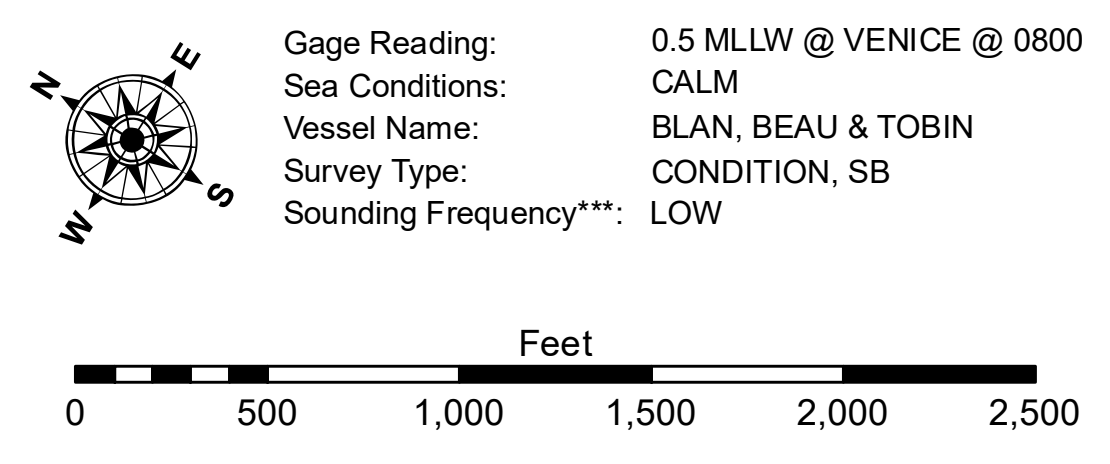 N
E
S
W
Gage Reading: 0.5 MLLW @ VENICE @ 0800
Sea Conditions: CALM
Vessel Name: BLAN, BEAU & TOBIN
Survey Type: CONDITION, SB
Sounding Frequency***: LOW
Feet
0 500 1,000 1,500 2,000 2,500